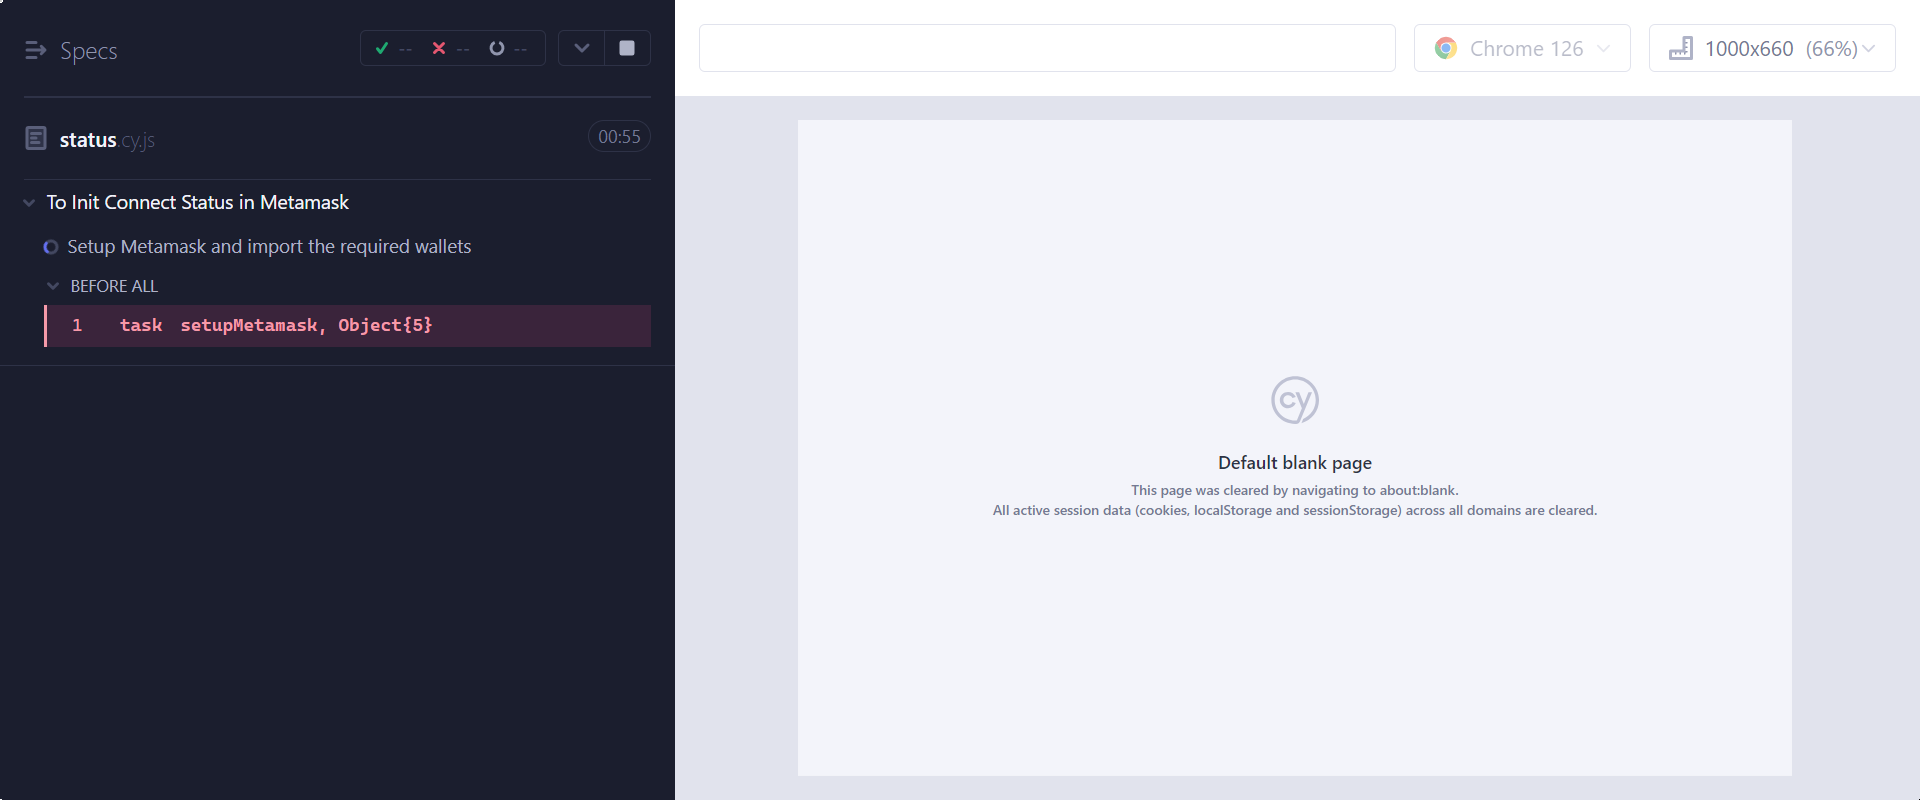 Specs
-- -- --
status.cy.js
00:55
To Init Connect Status in Metamask
Setup Metamask and import the required wallets
BEFORE ALL
1 task setupMetamask, Object{5}
Chrome 126
1000x660 (66%)
cy
Default blank page
This page was cleared by navigating to about:blank.
All active session data (cookies, localStorage and sessionStorage) across all domains are cleared.